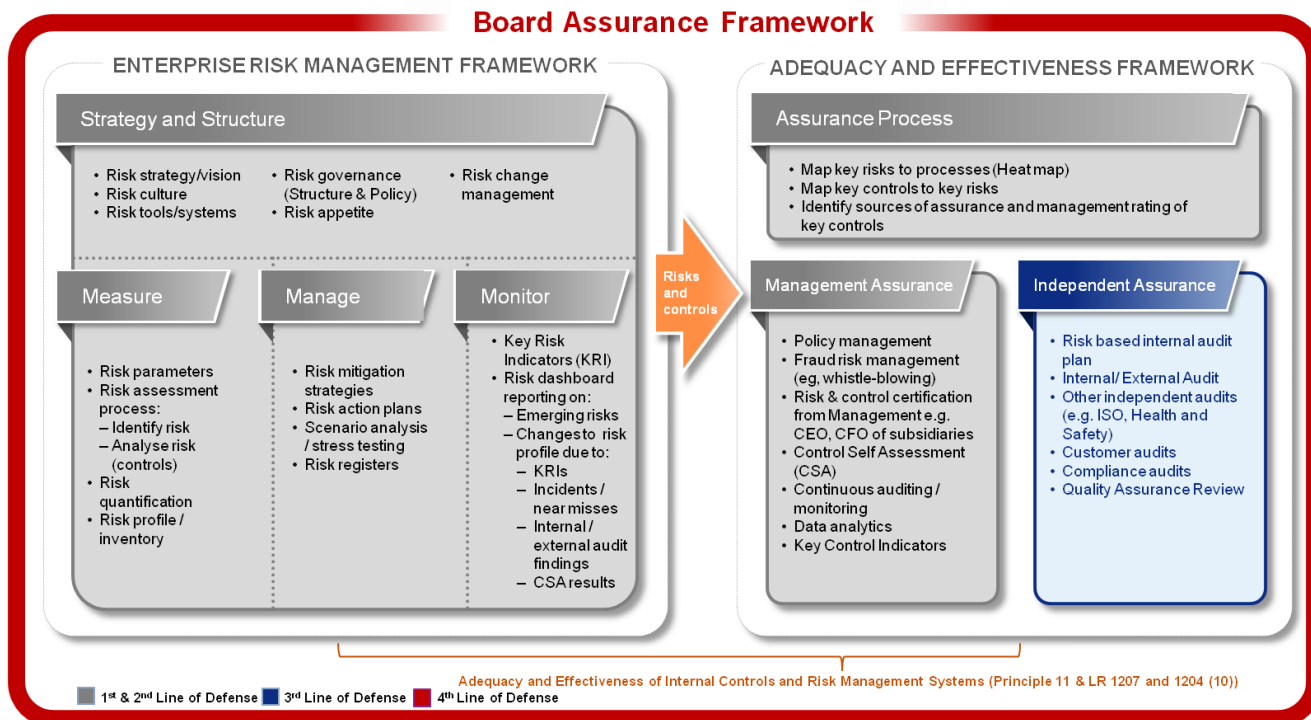 Board Assurance Framework
ENTERPRISE RISK MANAGEMENT FRAMEWORK
Strategy and Structure
• Risk strategy/vision
• Risk culture
• Risk tools/systems
• Risk governance
(Structure & Policy)
• Risk appetite
• Risk change
management
Measure
• Risk parameters
• Risk assessment
process:
– Identify risk
– Analyse risk
(controls)
• Risk
quantification
• Risk profile /
inventory
Manage
• Risk mitigation
strategies
• Risk action plans
• Scenario analysis
/ stress testing
• Risk registers
Monitor
• Key Risk
Indicators (KRI)
• Risk dashboard
reporting on:
– Emerging risks
– Changes to risk
profile due to:
– KRIs
– Incidents /
near misses
– Internal /
external audit
findings
– CSA results
Risks
and
controls
ADEQUACY AND EFFECTIVENESS FRAMEWORK
Assurance Process
• Map key risks to processes (Heat map)
• Map key controls to key risks
• Identify sources of assurance and management rating of
key controls
Management Assurance
• Policy management
• Fraud risk management
(eg, whistle-blowing)
• Risk & control certification
from Management e.g.
CEO, CFO of subsidiaries
• Control Self Assessment
(CSA)
• Continuous auditing /
monitoring
• Data analytics
• Key Control Indicators
Independent Assurance
• Risk based internal audit
plan
• Internal/ External Audit
• Other independent audits
(e.g. ISO, Health and
Safety)
• Customer audits
• Compliance audits
• Quality Assurance Review
Adequacy and Effectiveness of Internal Controls and Risk Management Systems (Principle 11 & LR 1207 and 1204 (10))
1st & 2nd Line of Defense
3rd Line of Defense
4th Line of Defense